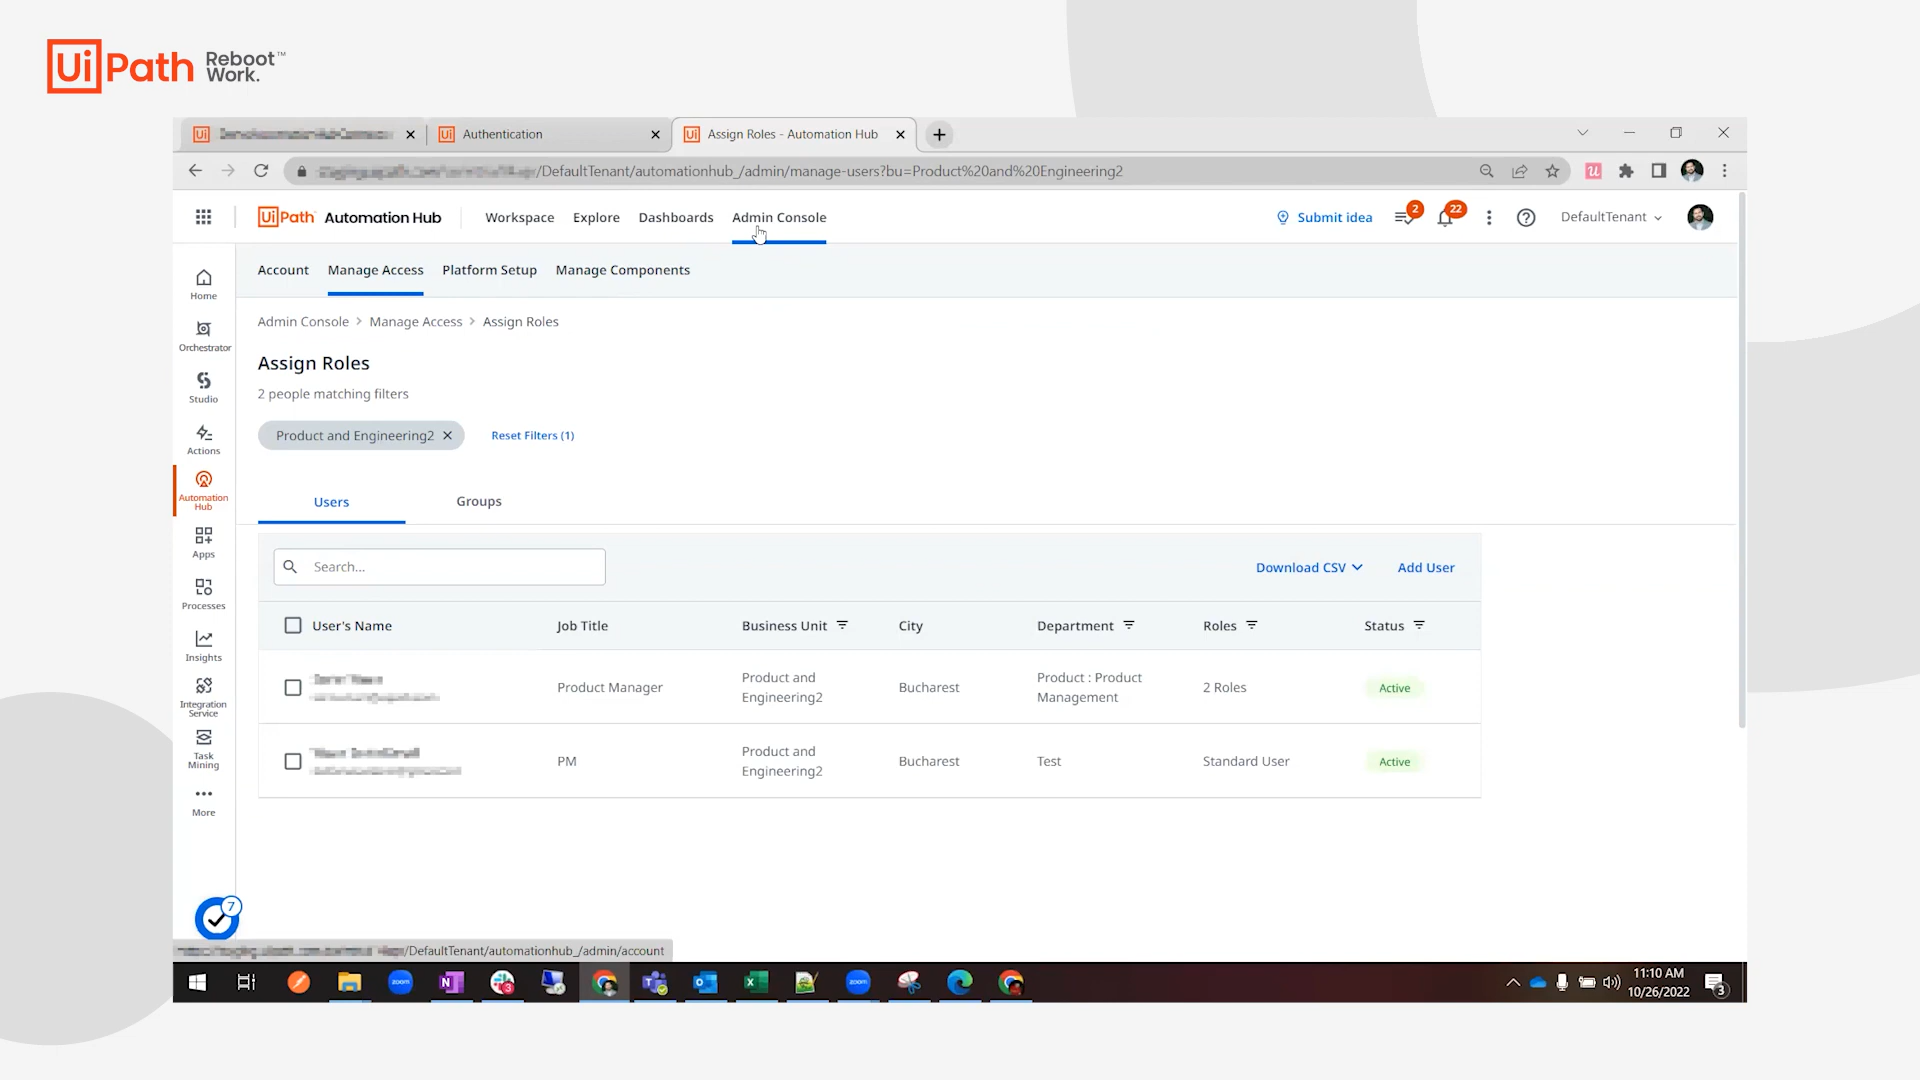 UiPath Reboot Work.™
Authentication
Assign Roles - Automation Hub
/DefaultTenant/automationhub_/admin/manage-users?bu=Product%20and%20Engineering2
UiPath Automation Hub
Workspace
Explore
Dashboards
Admin Console
Submit idea
2
22
DefaultTenant
Account
Manage Access
Platform Setup
Manage Components
Home
Orchestrator
Studio
Actions
Automation
Hub
Apps
Processes
Insights
Integration
Service
Task
Mining
More
7
Admin Console > Manage Access > Assign Roles
Assign Roles
2 people matching filters
Product and Engineering2
Reset Filters (1)
Users
Groups
Search...
Download CSV
Add User
User's Name
Job Title
Business Unit
City
Department
Roles
Status
Product Manager
Product and
Engineering2
Bucharest
Product : Product
Management
2 Roles
Active
PM
Product and
Engineering2
Bucharest
Test
Standard User
Active
/DefaultTenant/automationhub_/admin/account
zoom
zoom
3
11:10 AM
10/26/2022
3